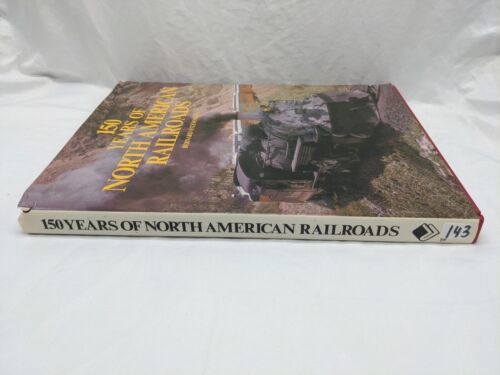 150
YEARS OF
NORTH AMERICAN
RAILROADS
150 YEARS OF NORTH AMERICAN RAILROADS
143